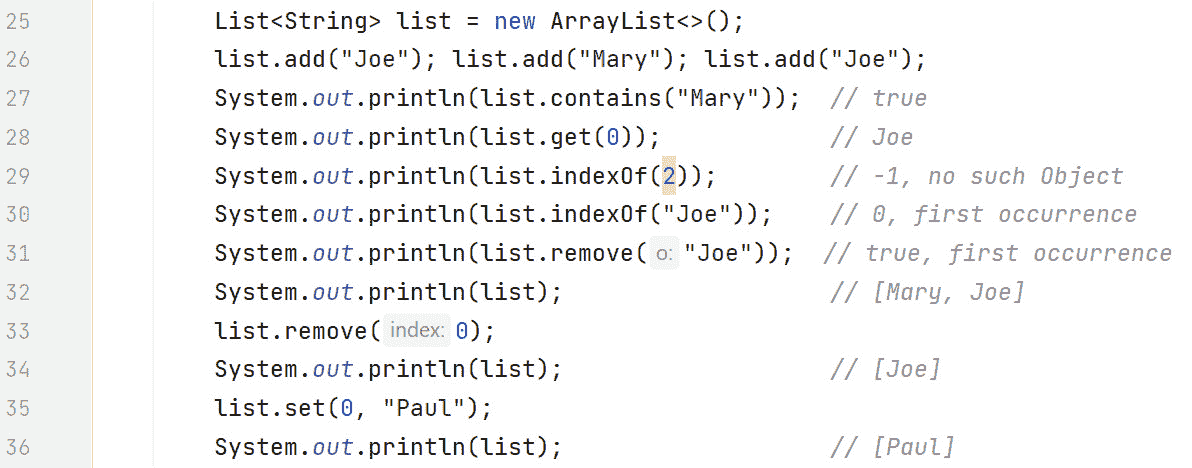 25 List<String> list = new ArrayList<>();
26 list.add("Joe"); list.add("Mary"); list.add("Joe");
27 System.out.println(list.contains("Mary")); // true
28 System.out.println(list.get(0)); // Joe
29 System.out.println(list.indexOf(2)); // -1, no such Object
30 System.out.println(list.indexOf("Joe")); // 0, first occurrence
31 System.out.println(list.remove( o: "Joe")); // true, first occurrence
32 System.out.println(list); // [Mary, Joe]
33 list.remove( index: 0);
34 System.out.println(list); // [Joe]
35 list.set(0, "Paul");
36 System.out.println(list); // [Paul]